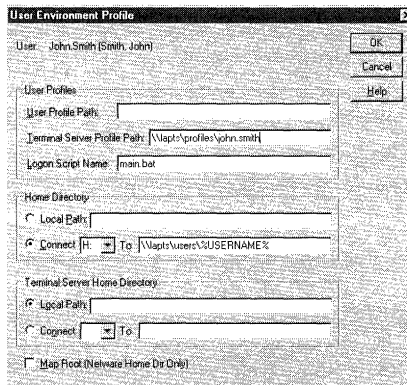 User Environment Profile
User: John.Smith (Smith, John)
OK
Cancel
Help
User Profiles
User Profile Path:
Terminal Server Profile Path: \\lapts\profiles\john.smith
Logon Script Name: main.bat
Home Directory
Local Path:
Connect H: To \\lapts\users\%USERNAME%
Terminal Server Home Directory
Local Path:
Connect To:
Map Root (Netware Home Dir Only)